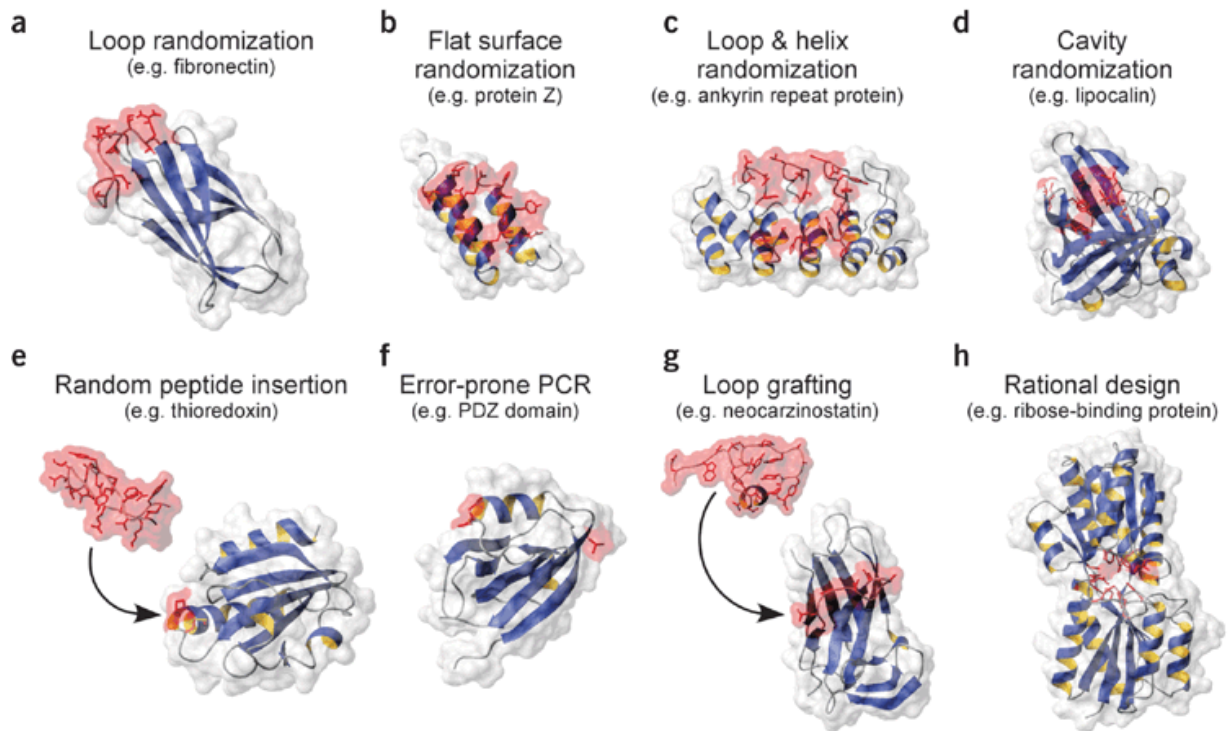 a
Loop randomization
(e.g. fibronectin)
b
Flat surface
randomization
(e.g. protein Z)
c
Loop & helix
randomization
(e.g. ankyrin repeat protein)
d
Cavity
randomization
(e.g. lipocalin)
e
Random peptide insertion
(e.g. thioredoxin)
f
Error-prone PCR
(e.g. PDZ domain)
g
Loop grafting
(e.g. neocarzinostatin)
h
Rational design
(e.g. ribose-binding protein)